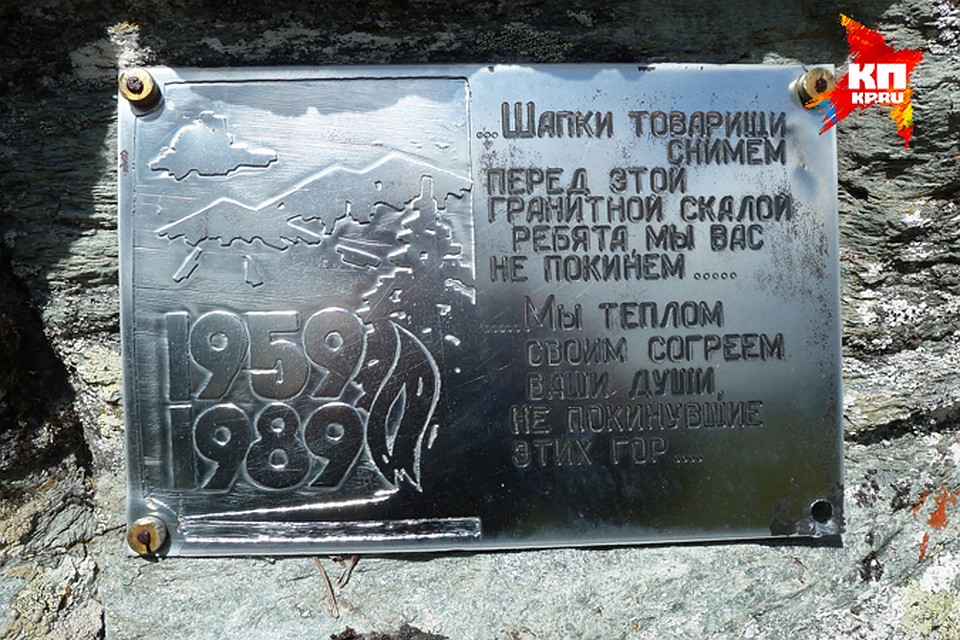 1959
1989
...Шапки товарищи
снимем
перед этой
гранитной скалой
Ребята, мы вас
не покинем.....
.....Мы теплом
своим согреем
ваши души,
не покинувшие
этих гор....
КП
KP.RU